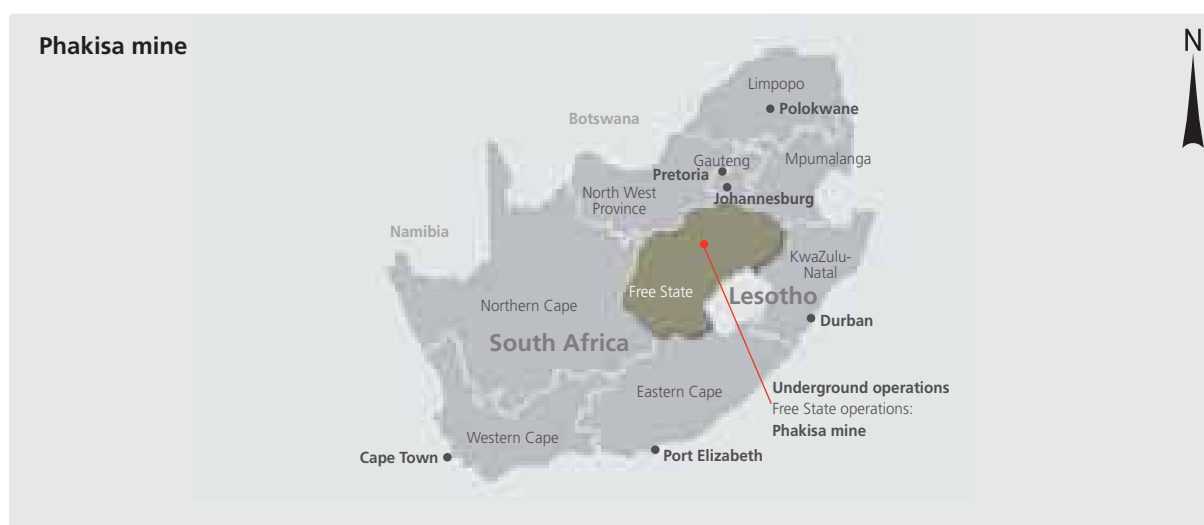 Phakisa mine
N
Limpopo
Polokwane
Botswana
Gauteng
Mpumalanga
Pretoria
North West
Province
Johannesburg
Namibia
KwaZulu-
Natal
Free State
Lesotho
Northern Cape
Durban
South Africa
Underground operations
Eastern Cape
Free State operations:
Phakisa mine
Western Cape
Cape Town
Port Elizabeth